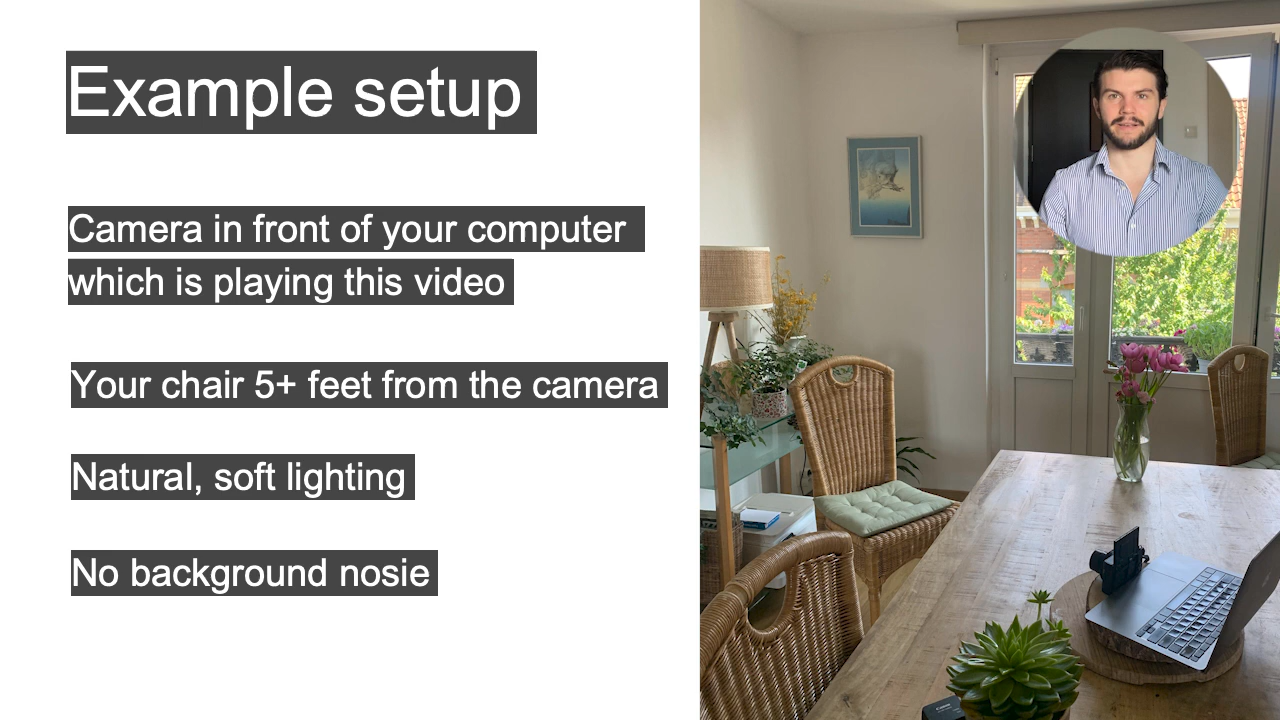 Example setup
Camera in front of your computer
which is playing this video
Your chair 5+ feet from the camera
Natural, soft lighting
No background nosie
Canon